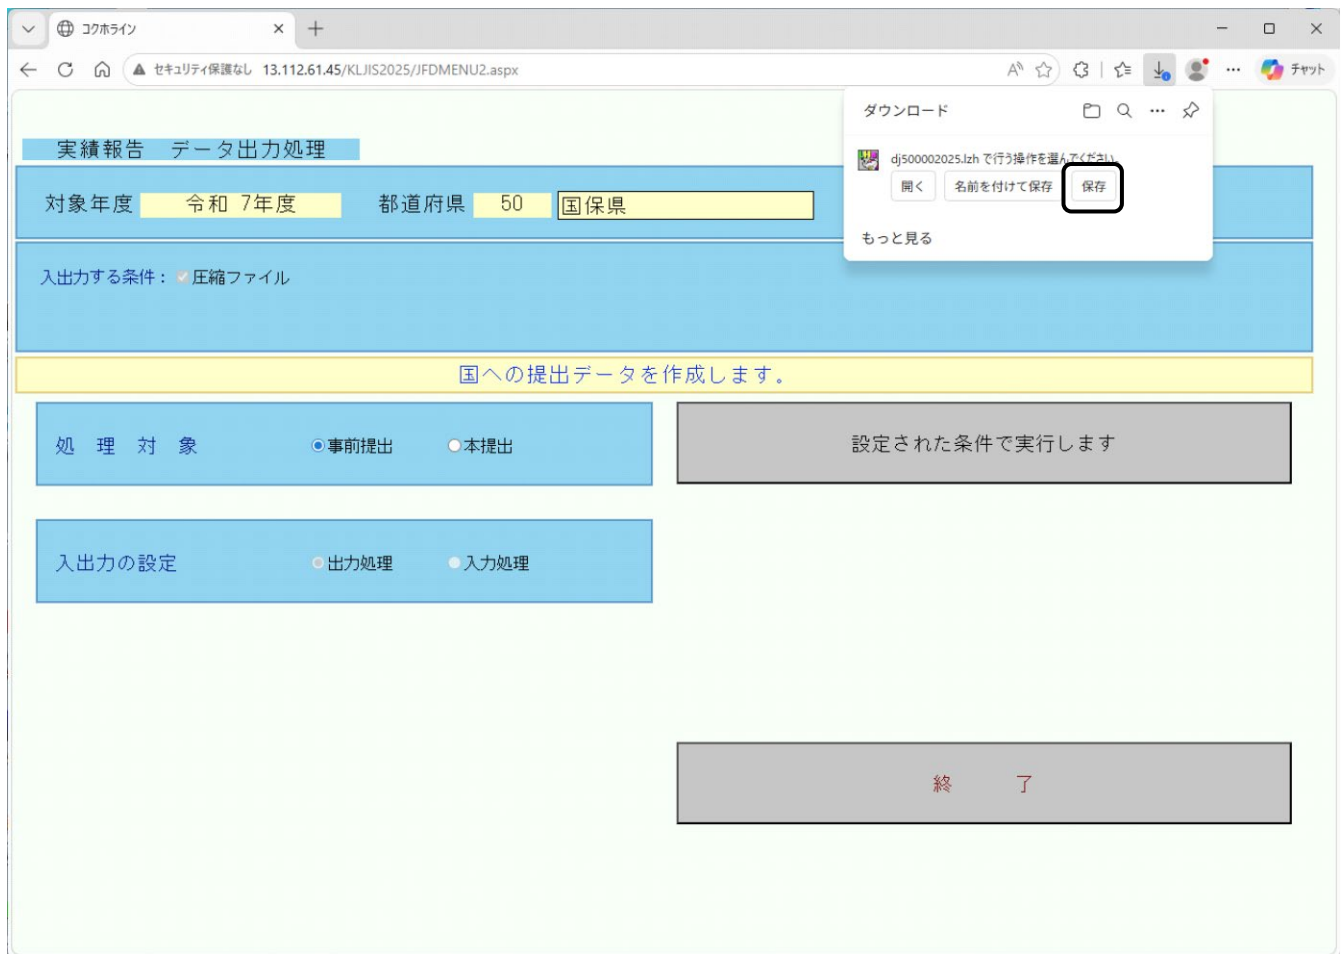 コクホライン
セキュリティ保護なし 13.112.61.45/KLJIS2025/JFDMENU2.aspx
チャット
ダウンロード
dj500002025.lzh で行う操作を選んでください。
開く 名前を付けて保存 保存
もっと見る
実績報告 データ出力処理
対象年度 令和 7年度 都道府県 50 国保県
入出力する条件： 圧縮ファイル
国への提出データを作成します。
処 理 対 象 事前提出 本提出
設定された条件で実行します
入出力の設定 出力処理 入力処理
終 了